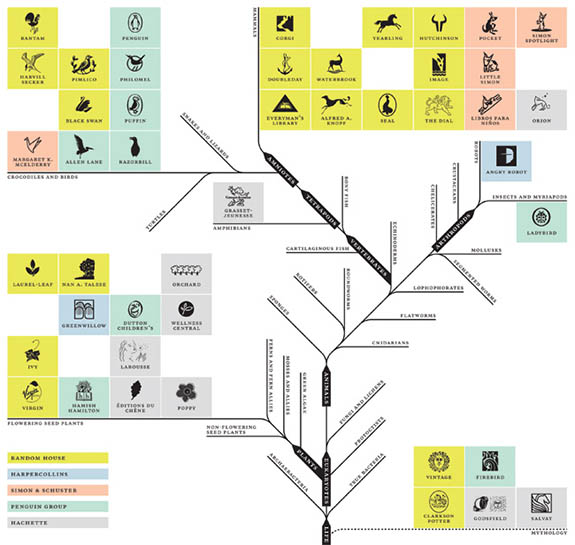 BANTAM
PENGUIN
HARVILL
SECKER
PIMLICO
PHILOMEL
BLACK SWAN
PUFFIN
MARGARET K.
MCELDERRY
ALLEN LANE
RAZORBILL
CROCODILES AND BIRDS
MAMMALS
CORGI
YEARLING
HUTCHINSON
POCKET
SIMON
SPOTLIGHT
DOUBLEDAY
WATERBROOK
IMAGE
LITTLE
SIMON
EVERYMAN'S
LIBRARY
ALFRED A.
KNOPF
SEAL
THE DIAL
LIBROS PARA
NIÑOS
ORION
SNAKES AND LIZARDS
TURTLES
AMNIOTES
TETRAPODS
VERTEBRATES
BONY FISH
GRASSET-
JEUNESSE
AMPHIBIANS
CARTILAGINOUS FISH
ECHINODERMS
CHELICERATES
CRUSTACEANS
ROBOTS
ANGRY ROBOT
INSECTS AND MYRIAPODS
LADYBIRD
ARTHROPODS
MOLLUSKS
SEGMENTED WORMS
LOPHOPHORATES
FLATWORMS
CNIDARIANS
ROUNDWORMS
ROTIFERS
SPONGES
ANIMALS
LAUREL-LEAF
NAN A. TALESE
ORCHARD
GREENWILLOW
DUTTON
CHILDREN'S
WELLNESS
CENTRAL
IVY
LAROUSSE
VIRGIN
HAMISH
HAMILTON
ÉDITIONS DU
CHÊNE
POPPY
FLOWERING SEED PLANTS
NON-FLOWERING
SEED PLANTS
FERNS AND FERN ALLIES
MOSSES AND ALLIES
GREEN ALGAE
PLANTS
FUNGI AND LICHENS
PROTOCTISTS
EUKARYOTES
ARCHAEBACTERIA
TRUE BACTERIA
LIFE
MYTHOLOGY
VINTAGE
FIREBIRD
CLARKSON
POTTER
GODSFIELD
SALVAT
RANDOM HOUSE
HARPERCOLLINS
SIMON & SCHUSTER
PENGUIN GROUP
HACHETTE